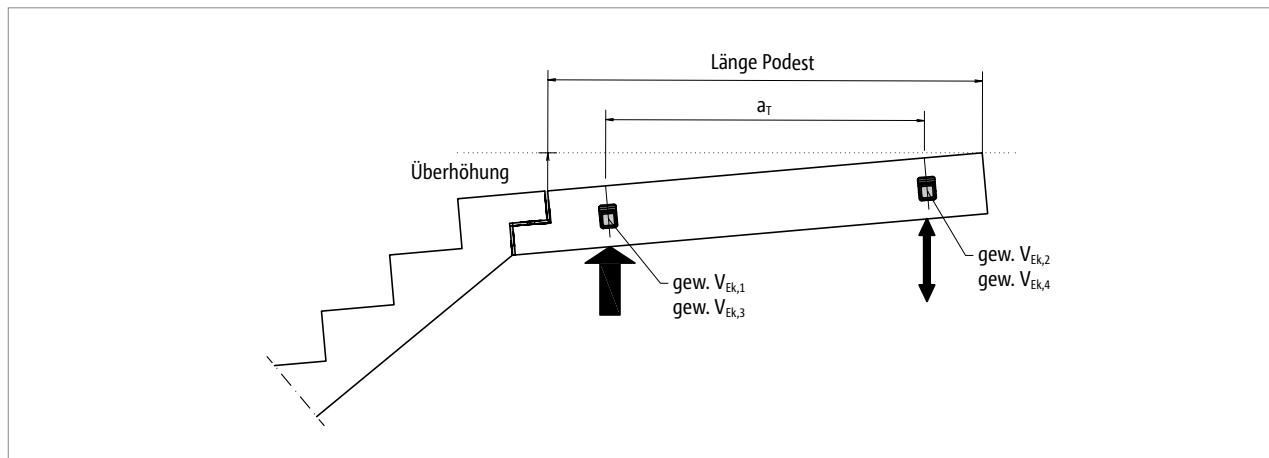 Länge Podest
a_T
Überhöhung
gew. V_Ek,1
gew. V_Ek,3
gew. V_Ek,2
gew. V_Ek,4